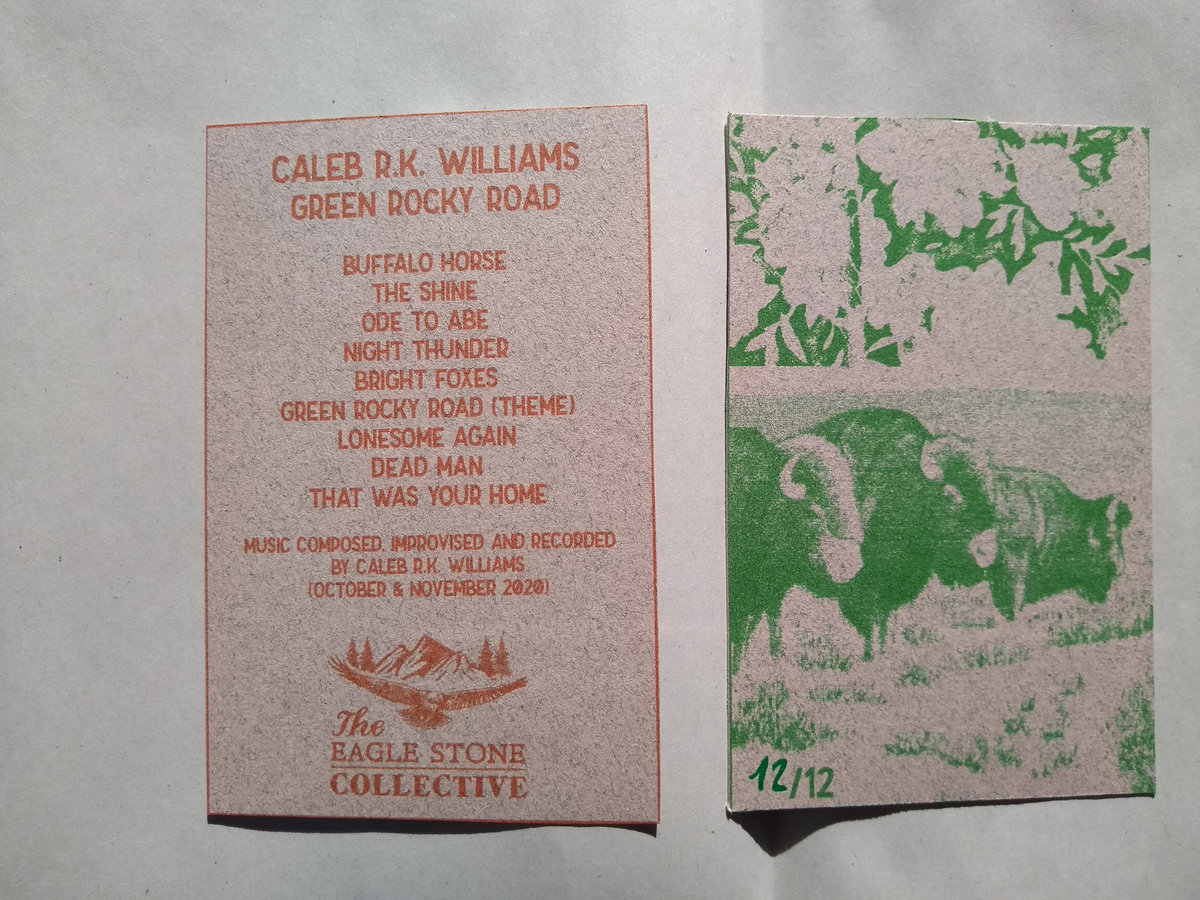 CALEB R.K. WILLIAMS
GREEN ROCKY ROAD
BUFFALO HORSE
THE SHINE
ODE TO ABE
NIGHT THUNDER
BRIGHT FOXES
GREEN ROCKY ROAD (THEME)
LONESOME AGAIN
DEAD MAN
THAT WAS YOUR HOME
MUSIC COMPOSED, IMPROVISED AND RECORDED
BY CALEB R.K. WILLIAMS
(OCTOBER & NOVEMBER 2020)
The
EAGLE STONE
COLLECTIVE
12/12